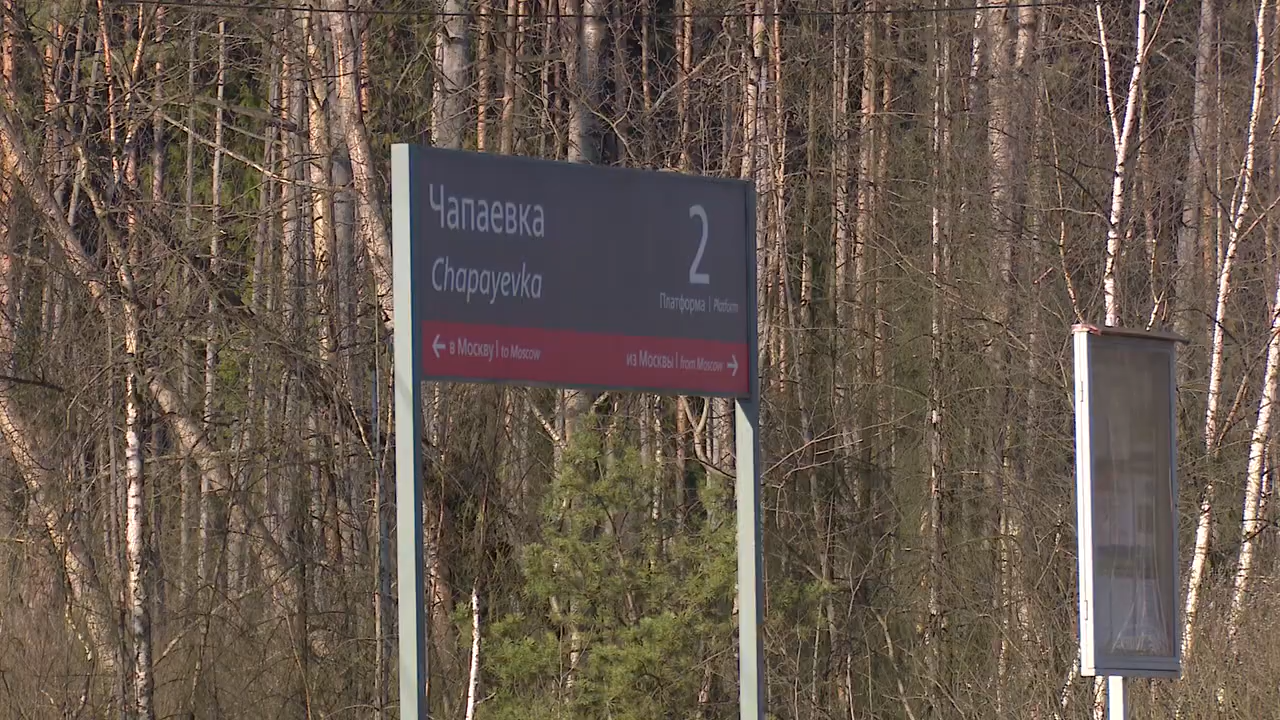 Чапаевка
Chapayevka
2
Платформа | Platform
← в Москву | to Moscow
из Москвы | from Moscow →